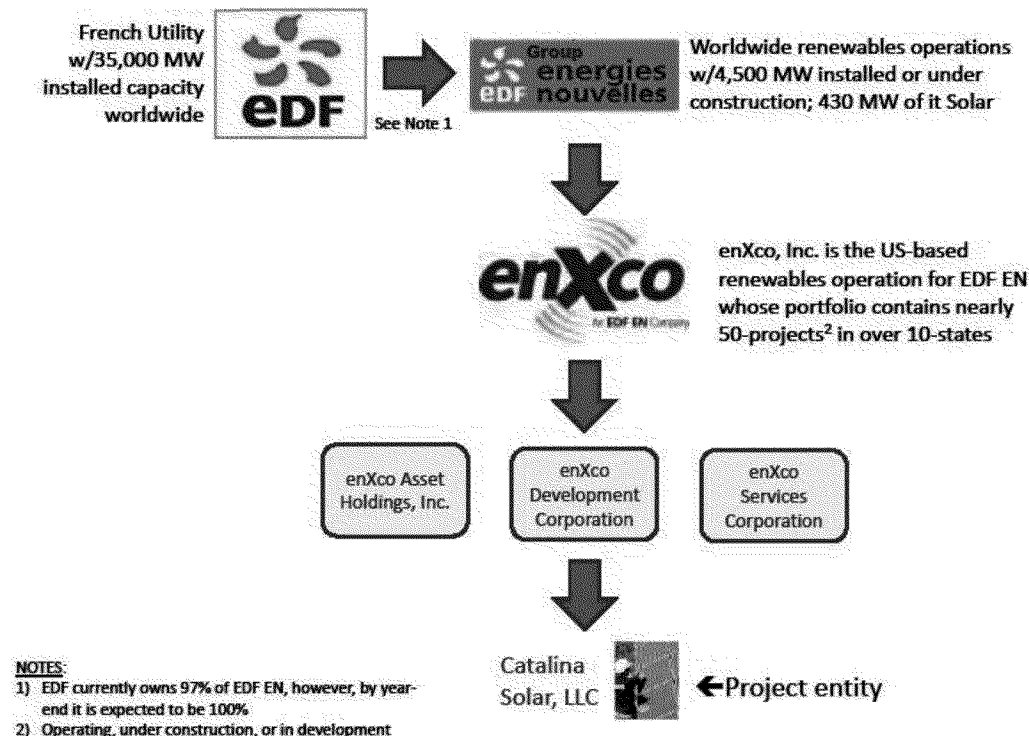 French Utility
w/35,000 MW
installed capacity
worldwide
eDF
See Note 1
Group
energies
nouvelles
eDF
Worldwide renewables operations
w/4,500 MW installed or under
construction; 430 MW of it Solar
enXco
An EDF EN Company
enXco, Inc. is the US-based
renewables operation for EDF EN
whose portfolio contains nearly
50-projects² in over 10-states
enXco Asset
Holdings, Inc.
enXco
Development
Corporation
enXco
Services
Corporation
Catalina
Solar, LLC
←Project entity
NOTES:
1) EDF currently owns 97% of EDF EN, however, by year-
end it is expected to be 100%
2) Operating, under construction, or in development